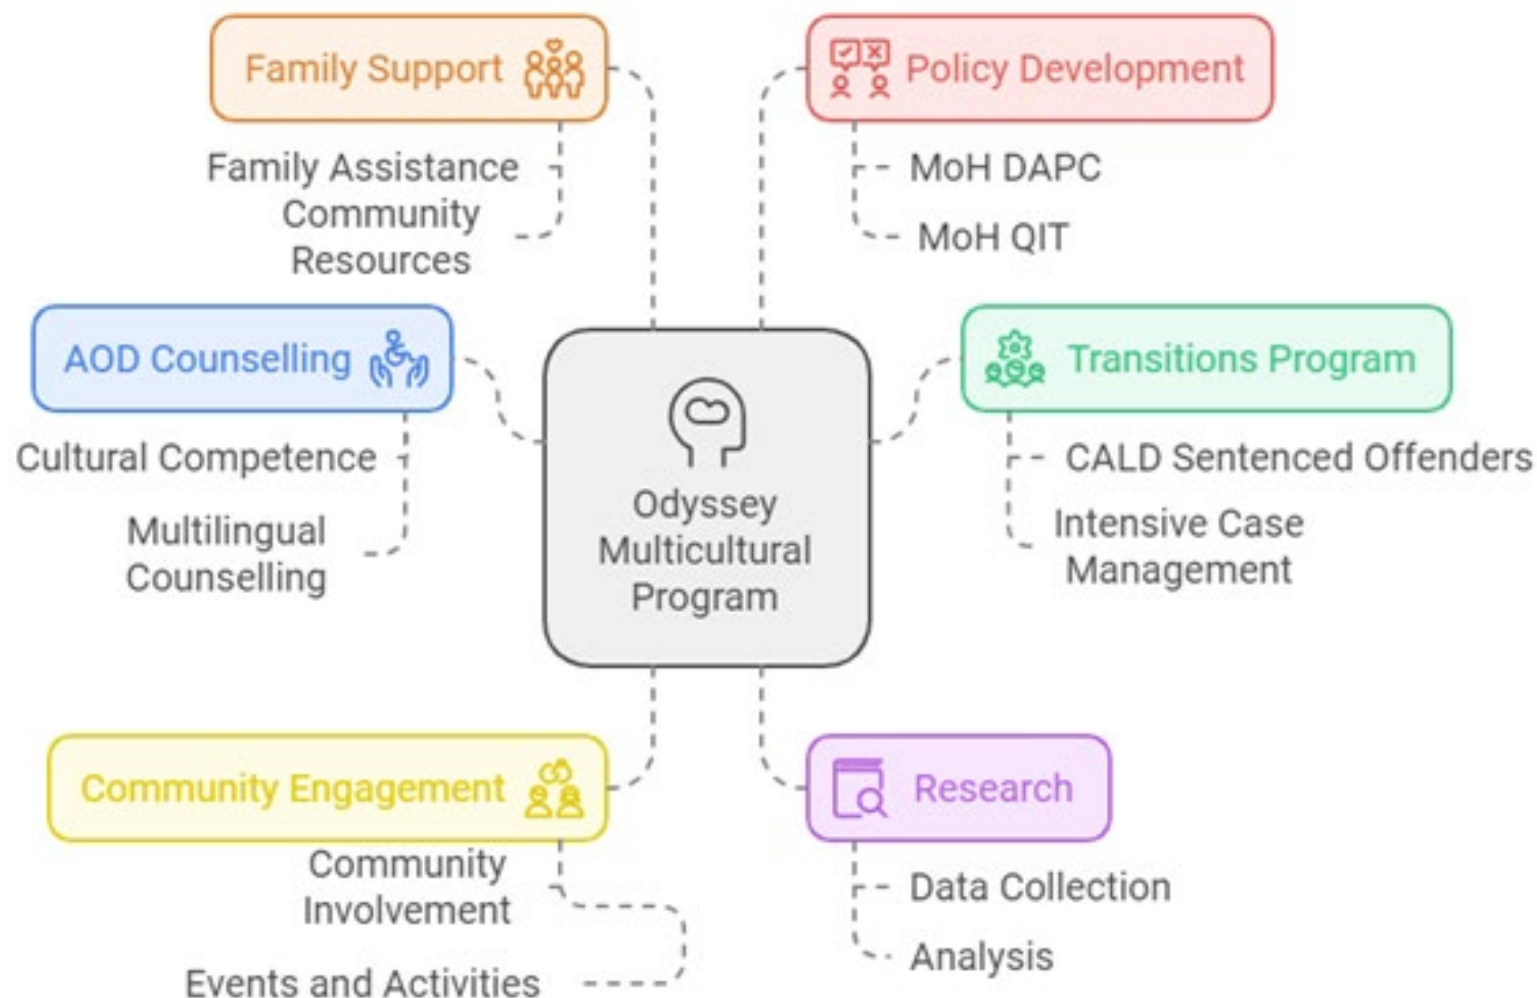 Family Support
Family Assistance
Community
Resources
Policy Development
MoH DAPC
MoH QIT
AOD Counselling
Cultural Competence
Multilingual
Counselling
Odyssey
Multicultural
Program
Transitions Program
CALD Sentenced Offenders
Intensive Case
Management
Community Engagement
Community
Involvement
Events and Activities
Research
Data Collection
Analysis